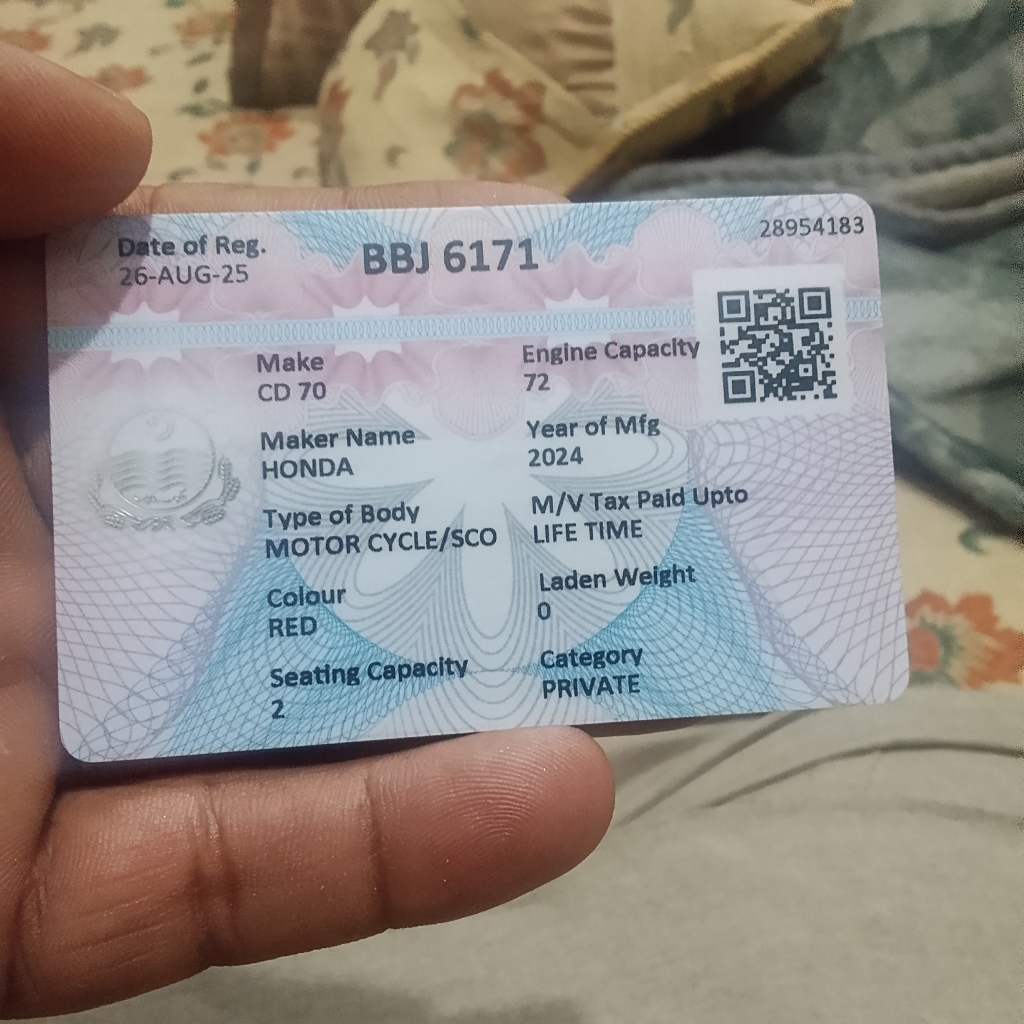 Date of Reg.
26-AUG-25
BBJ 6171
28954183
Make
CD 70
Engine Capacity
72
Maker Name
HONDA
Year of Mfg
2024
Type of Body
MOTOR CYCLE/SCO
M/V Tax Paid Upto
LIFE TIME
Colour
RED
Laden Weight
0
Seating Capacity
2
Category
PRIVATE